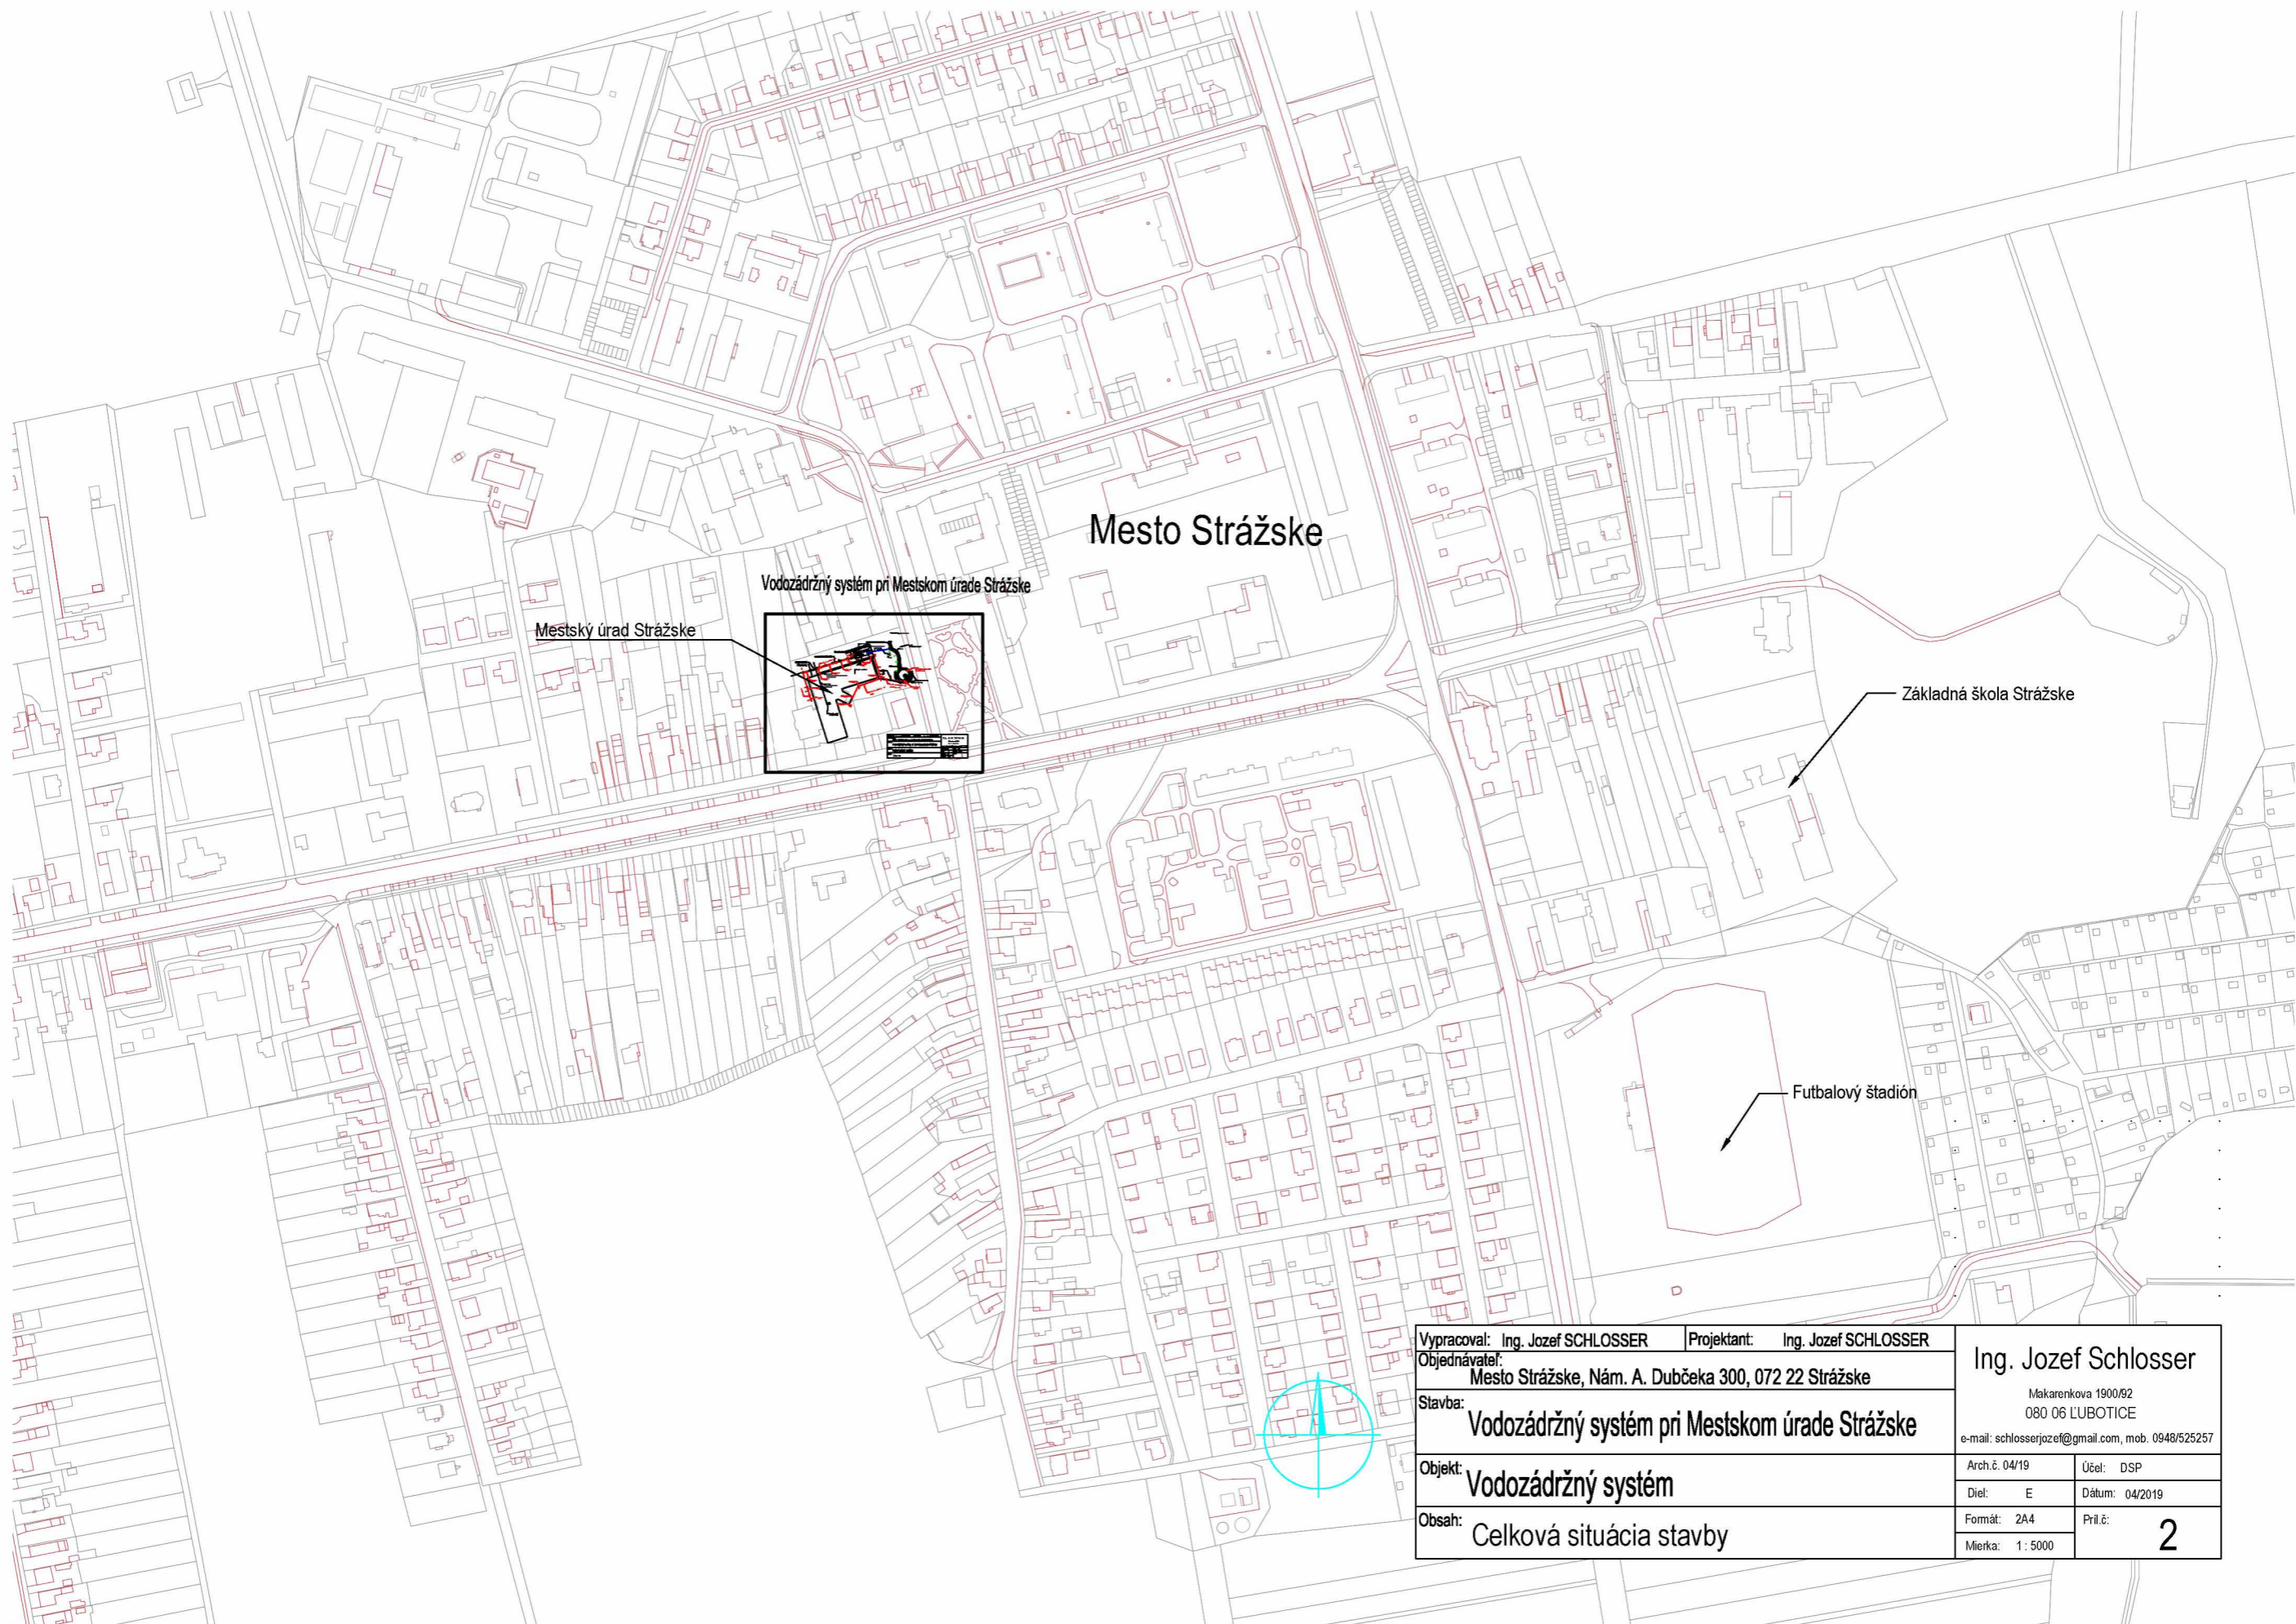 Mesto Strážske
Vodozádržný systém pri Mestskom úrade Strážske
Mestský úrad Strážske
Základná škola Strážske
Futbalový štadión
Vypracoval: Ing. Jozef SCHLOSSER Projektant: Ing. Jozef SCHLOSSER
Objednávateľ:
Mesto Strážske, Nám. A. Dubčeka 300, 072 22 Strážske
Stavba:
Vodozádržný systém pri Mestskom úrade Strážske
Objekt:
Vodozádržný systém
Obsah:
Celková situácia stavby
Ing. Jozef Schlosser
Makarenkova 1900/92
080 06 ĽUBOTICE
e-mail: schlosserjozef@gmail.com, mob. 0948/525257
Arch.č. 04/19 Účel: DSP
Diel: E Dátum: 04/2019
Formát: 2A4 Pril.č: 2
Mierka: 1 : 5000